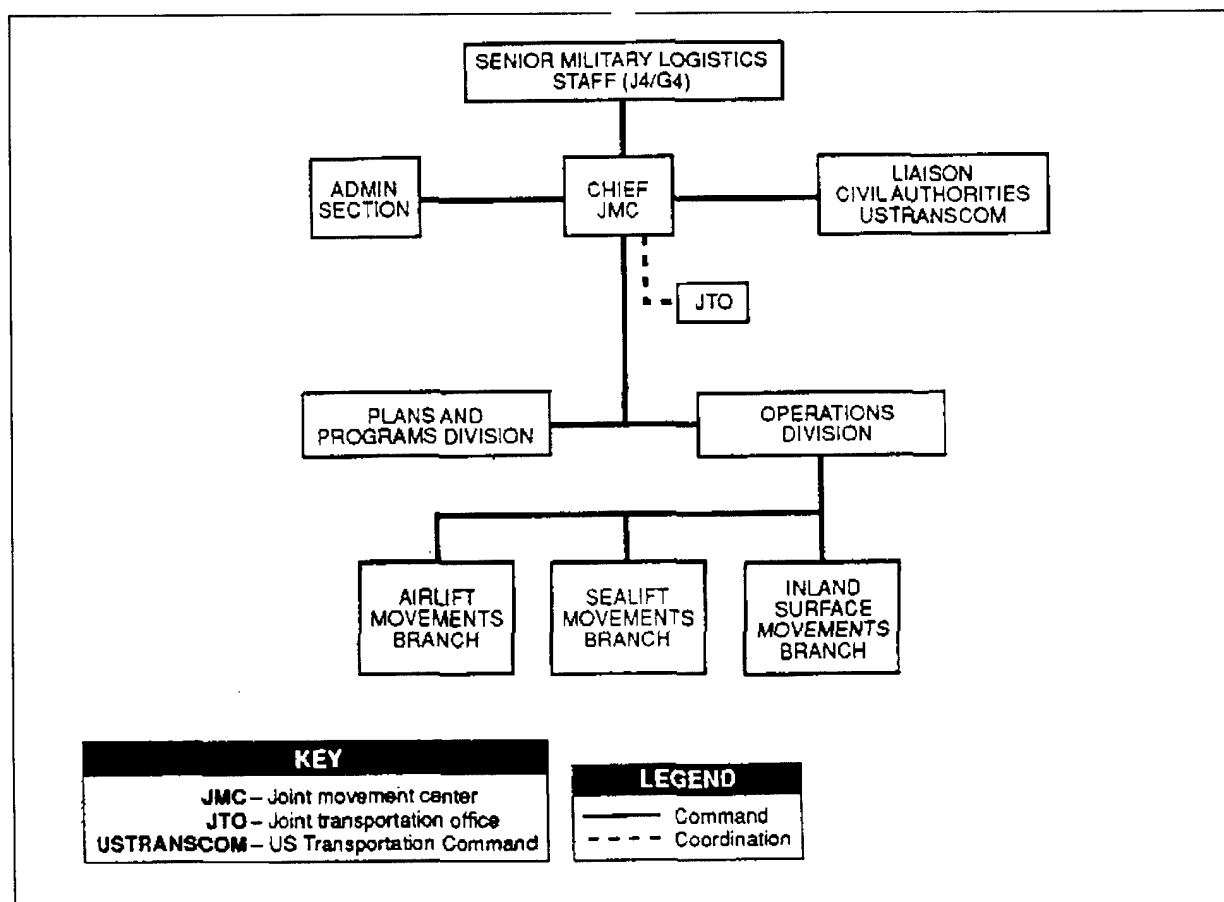 SENIOR MILITARY LOGISTICS
STAFF (J4/G4)
ADMIN
SECTION
CHIEF
JMC
LIAISON
CIVIL AUTHORITIES
USTRANSCOM
JTO
PLANS AND
PROGRAMS DIVISION
OPERATIONS
DIVISION
AIRLIFT
MOVEMENTS
BRANCH
SEALIFT
MOVEMENTS
BRANCH
INLAND
SURFACE
MOVEMENTS
BRANCH
KEY
JMC – Joint movement center
JTO – Joint transportation office
USTRANSCOM – US Transportation Command
LEGEND
Command
Coordination